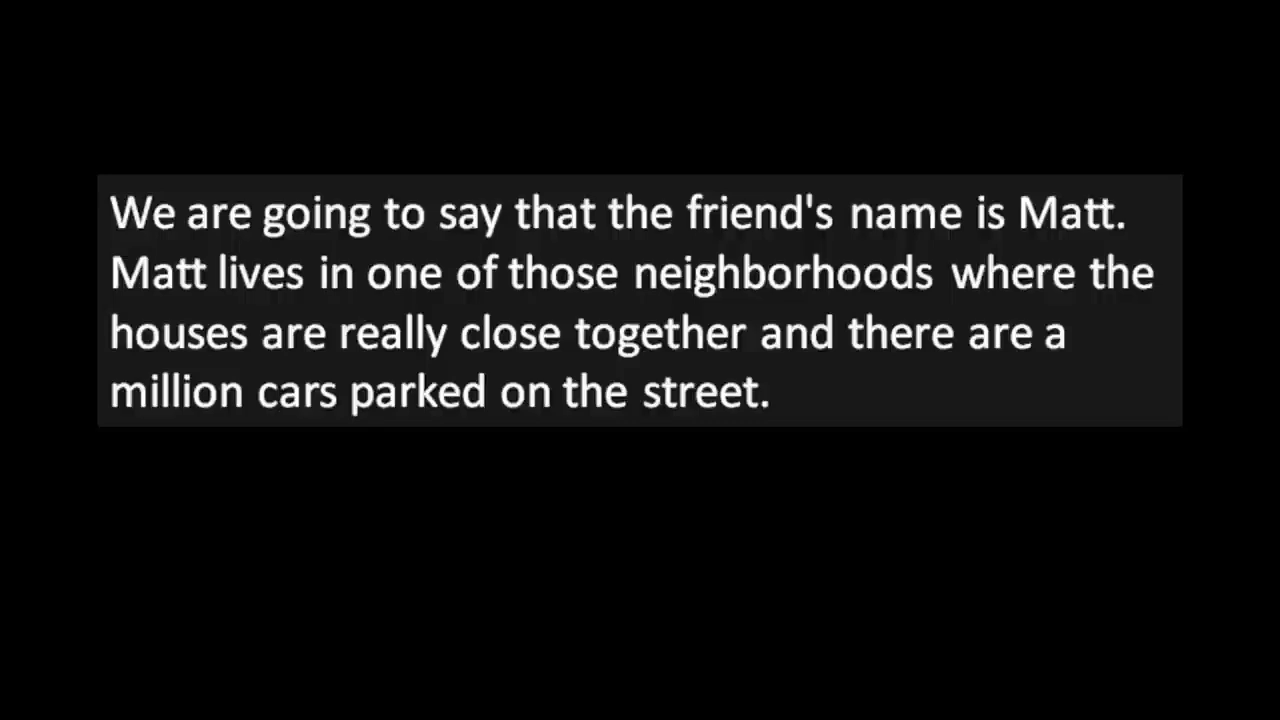 We are going to say that the friend's name is Matt.
Matt lives in one of those neighborhoods where the
houses are really close together and there are a
million cars parked on the street.